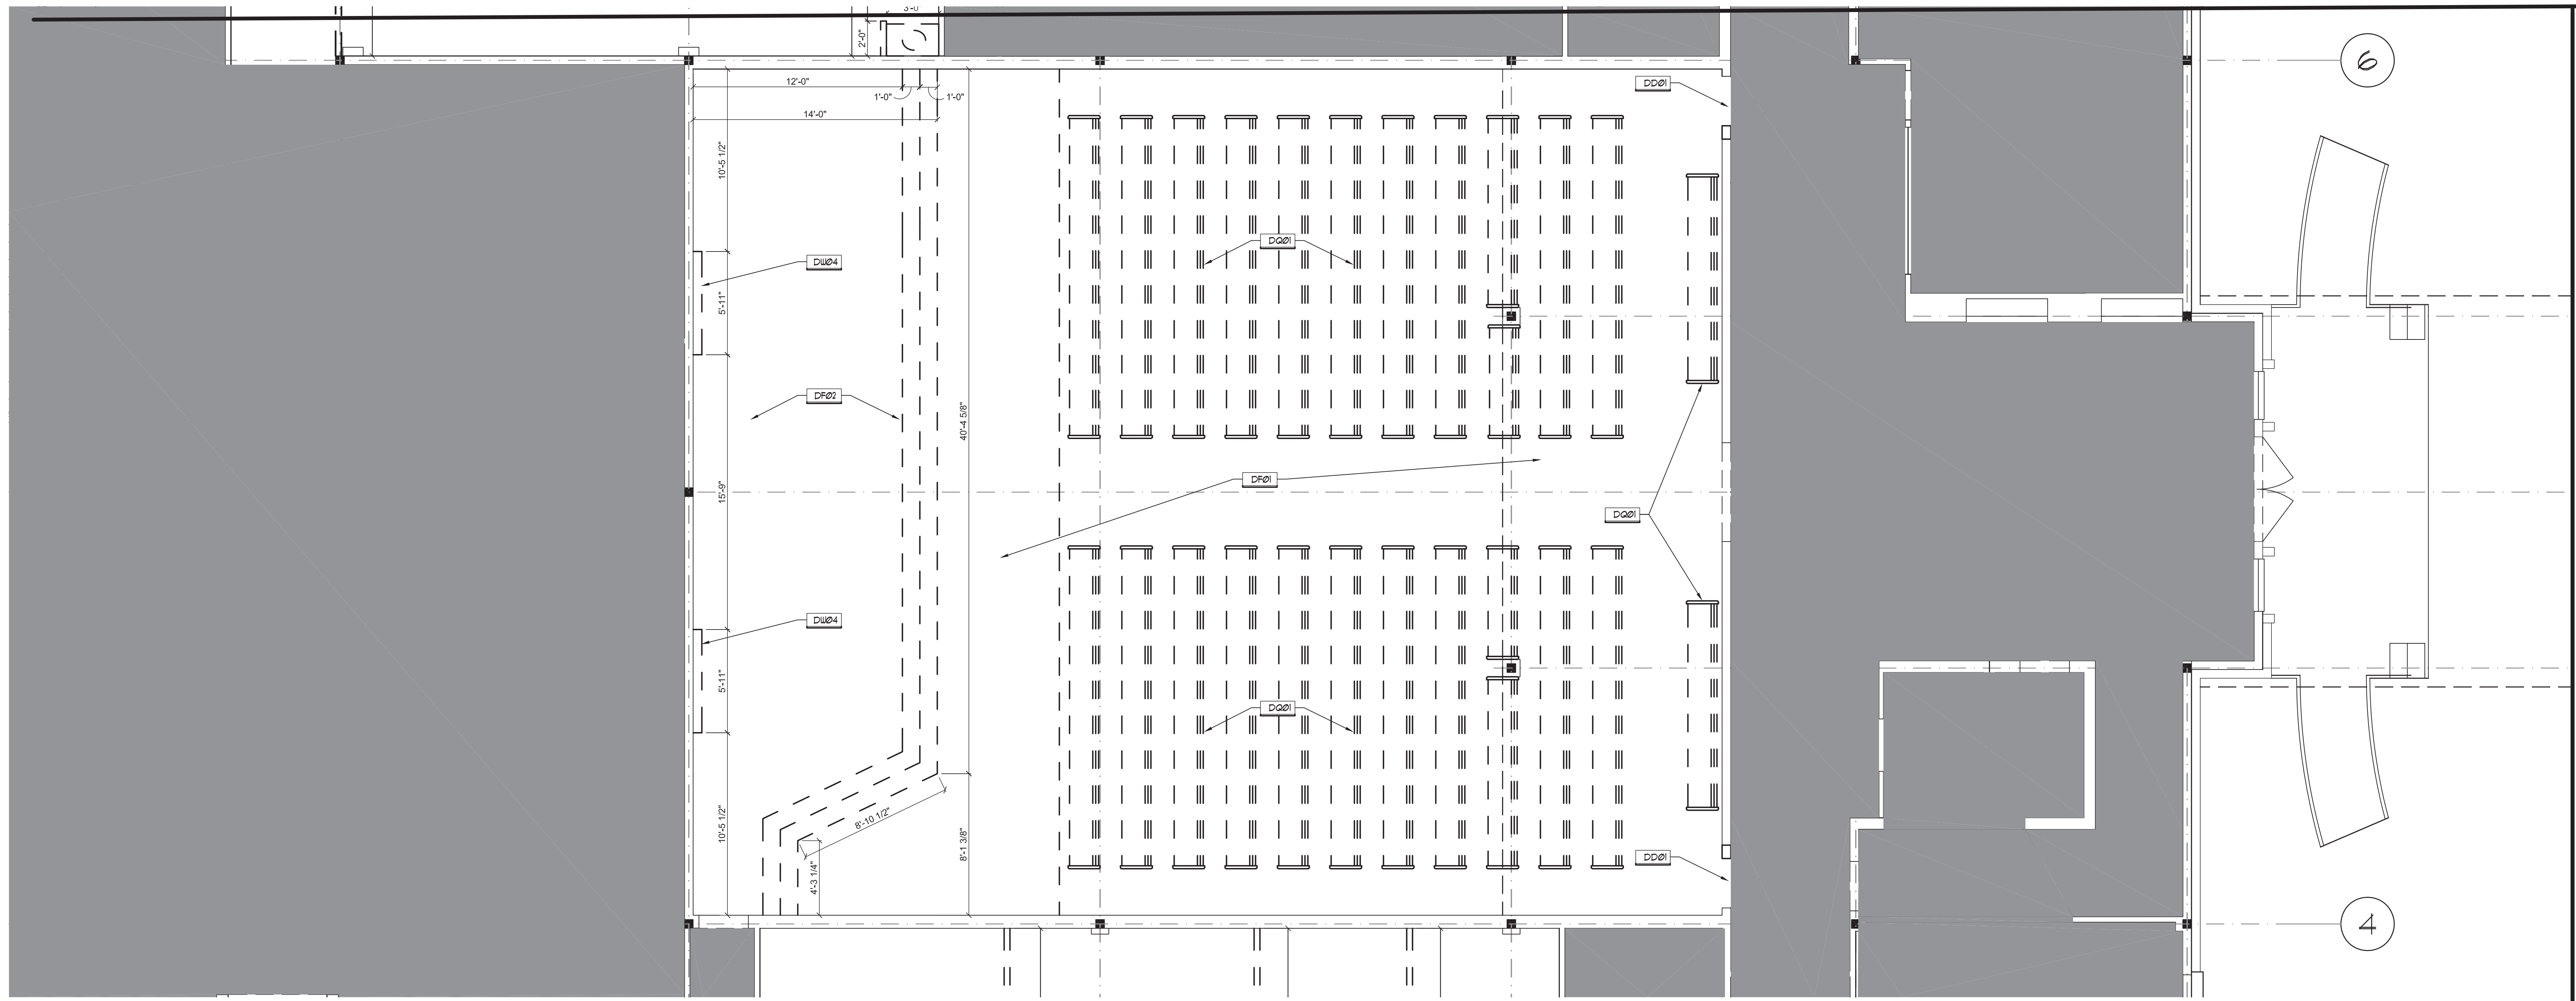 3'-0"
2'-0"
6
12'-0"
DD01
1'-0"
1'-0"
14'-0"
10'-5 1/2"
DQ01
DW04
5'-11"
DF02
40'-4 5/8"
DF01
15'-9"
DQ01
DW04
5'-11"
DQ01
10'-5 1/2"
8'-10 1/2"
8'-1 3/8"
DD01
4'-3 1/4"
4